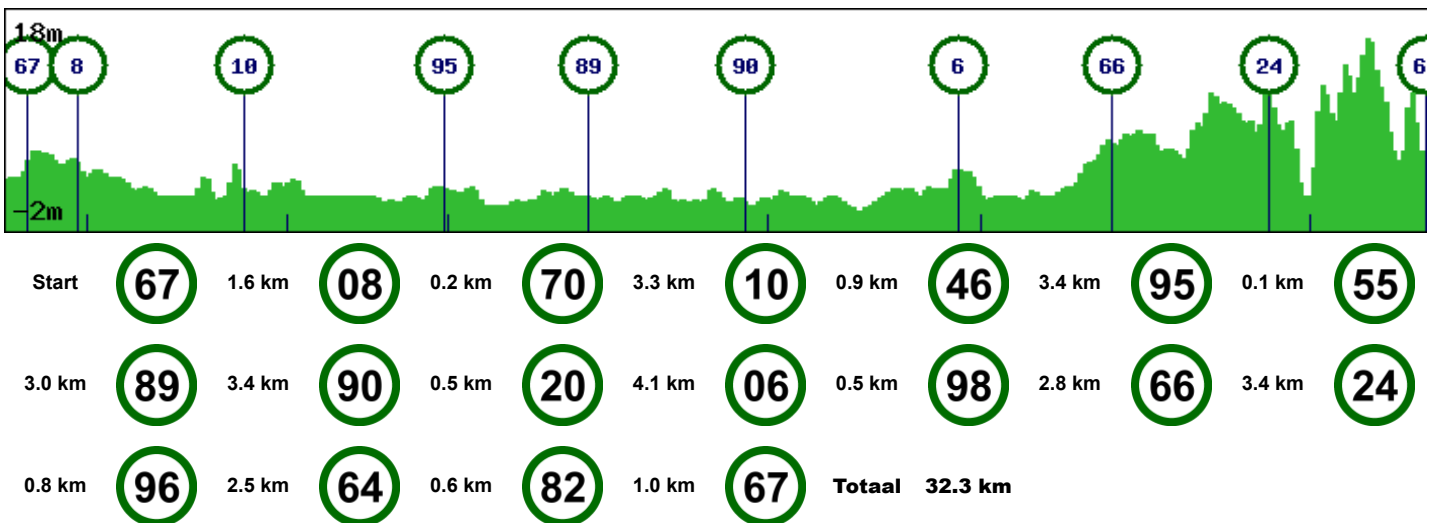 18m
67 8 10 95 89 90 6 66 24 6
-2m
Start 67 1.6 km 08 0.2 km 70 3.3 km 10 0.9 km 46 3.4 km 95 0.1 km 55
3.0 km 89 3.4 km 90 0.5 km 20 4.1 km 06 0.5 km 98 2.8 km 66 3.4 km 24
0.8 km 96 2.5 km 64 0.6 km 82 1.0 km 67 Totaal 32.3 km